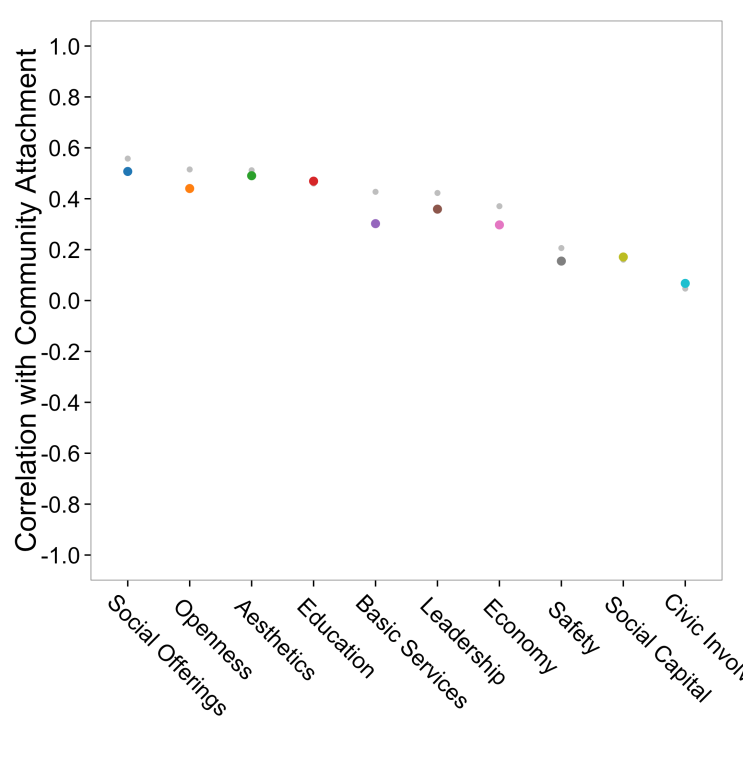 Correlation with Community Attachment
1.0
0.8
0.6
0.4
0.2
0.0
-0.2
-0.4
-0.6
-0.8
-1.0
Social Offerings
Openness
Aesthetics
Education
Basic Services
Leadership
Economy
Safety
Social Capital
Civic Involv